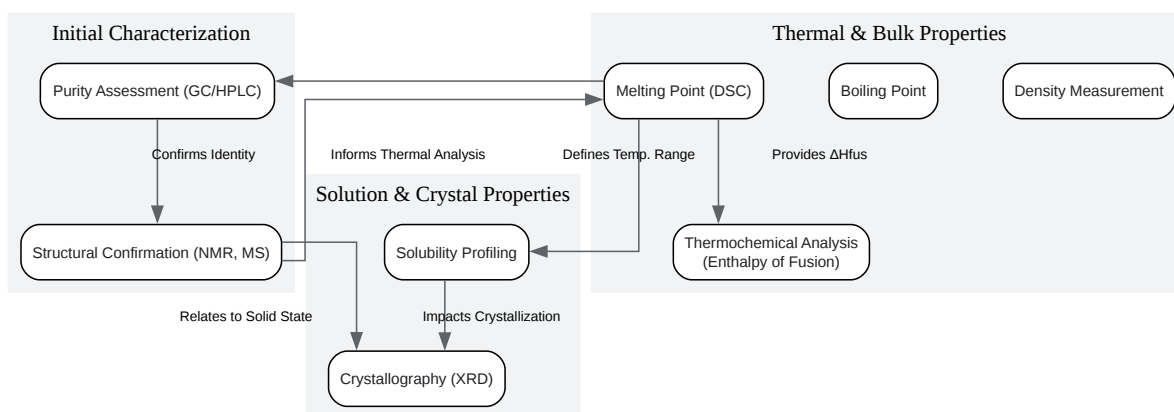 Initial Characterization
Thermal & Bulk Properties
Purity Assessment (GC/HPLC)
Melting Point (DSC)
Boiling Point
Density Measurement
Confirms Identity
Informs Thermal Analysis
Defines Temp. Range
Provides ΔHfus
Solution & Crystal Properties
Structural Confirmation (NMR, MS)
Solubility Profiling
Thermochemical Analysis
(Enthalpy of Fusion)
Relates to Solid State
Impacts Crystallization
Crystallography (XRD)